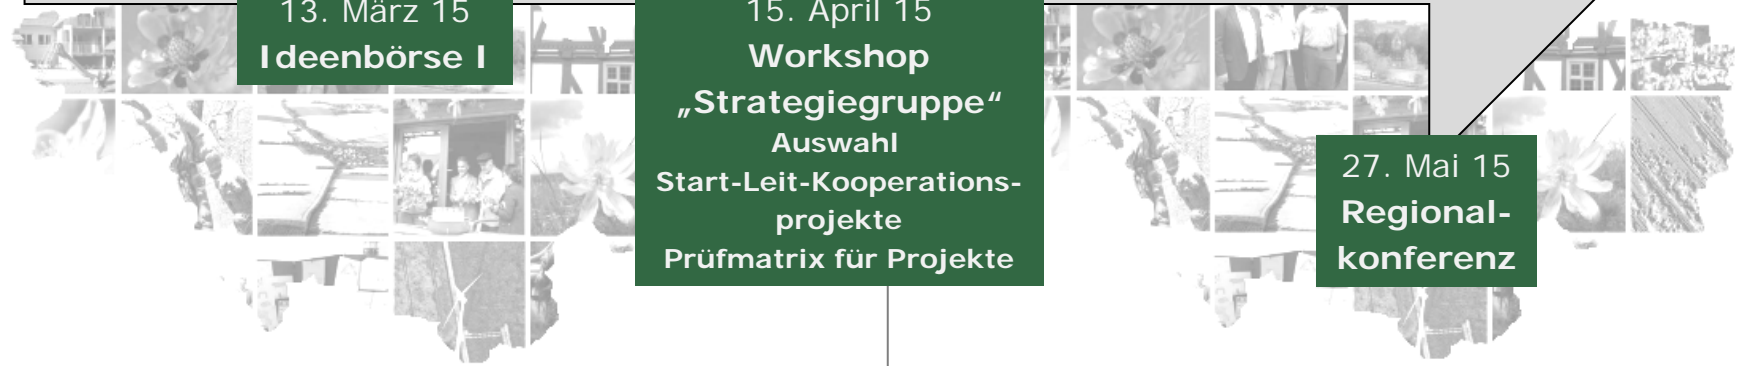 13. März 15
Ideenbörse I
15. April 15
Workshop
„Strategiegruppe“
Auswahl
Start-Leit-Kooperations-
projekte
Prüfmatrix für Projekte
27. Mai 15
Regional-
konferenz